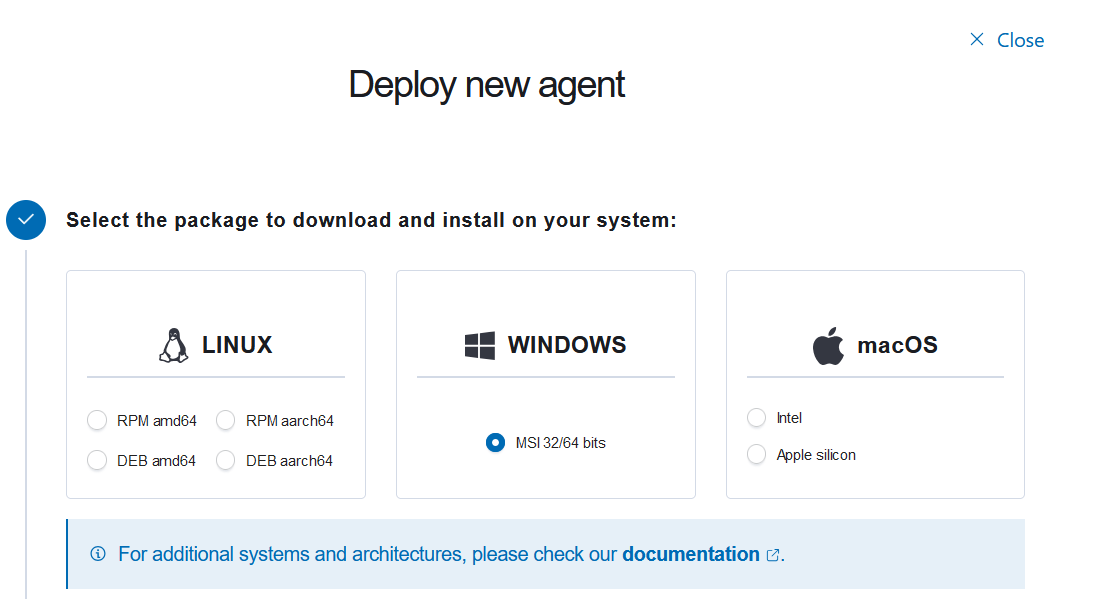 Close
Deploy new agent
Select the package to download and install on your system:
LINUX
RPM amd64 RPM aarch64
DEB amd64 DEB aarch64
WINDOWS
MSI 32/64 bits
macOS
Intel
Apple silicon
For additional systems and architectures, please check our documentation.